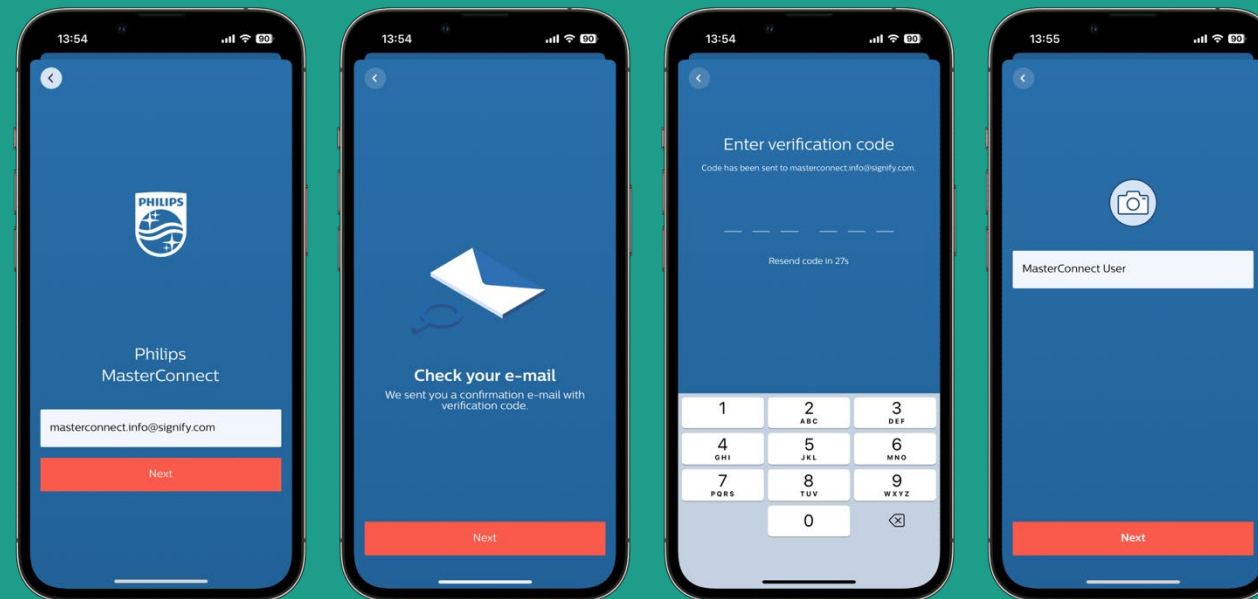 13:54
90
PHILIPS
Philips
MasterConnect
masterconnect.info@signify.com
Next
13:54
90
Check your e-mail
We sent you a confirmation e-mail with
verification code.
Next
13:54
90
Enter verification code
Code has been sent to masterconnect.info@signify.com.
Resend code in 27s
1
2
ABC
3
DEF
4
GHI
5
JKL
6
MNO
7
PQRS
8
TUV
9
WXYZ
0
13:55
90
MasterConnect User
Next